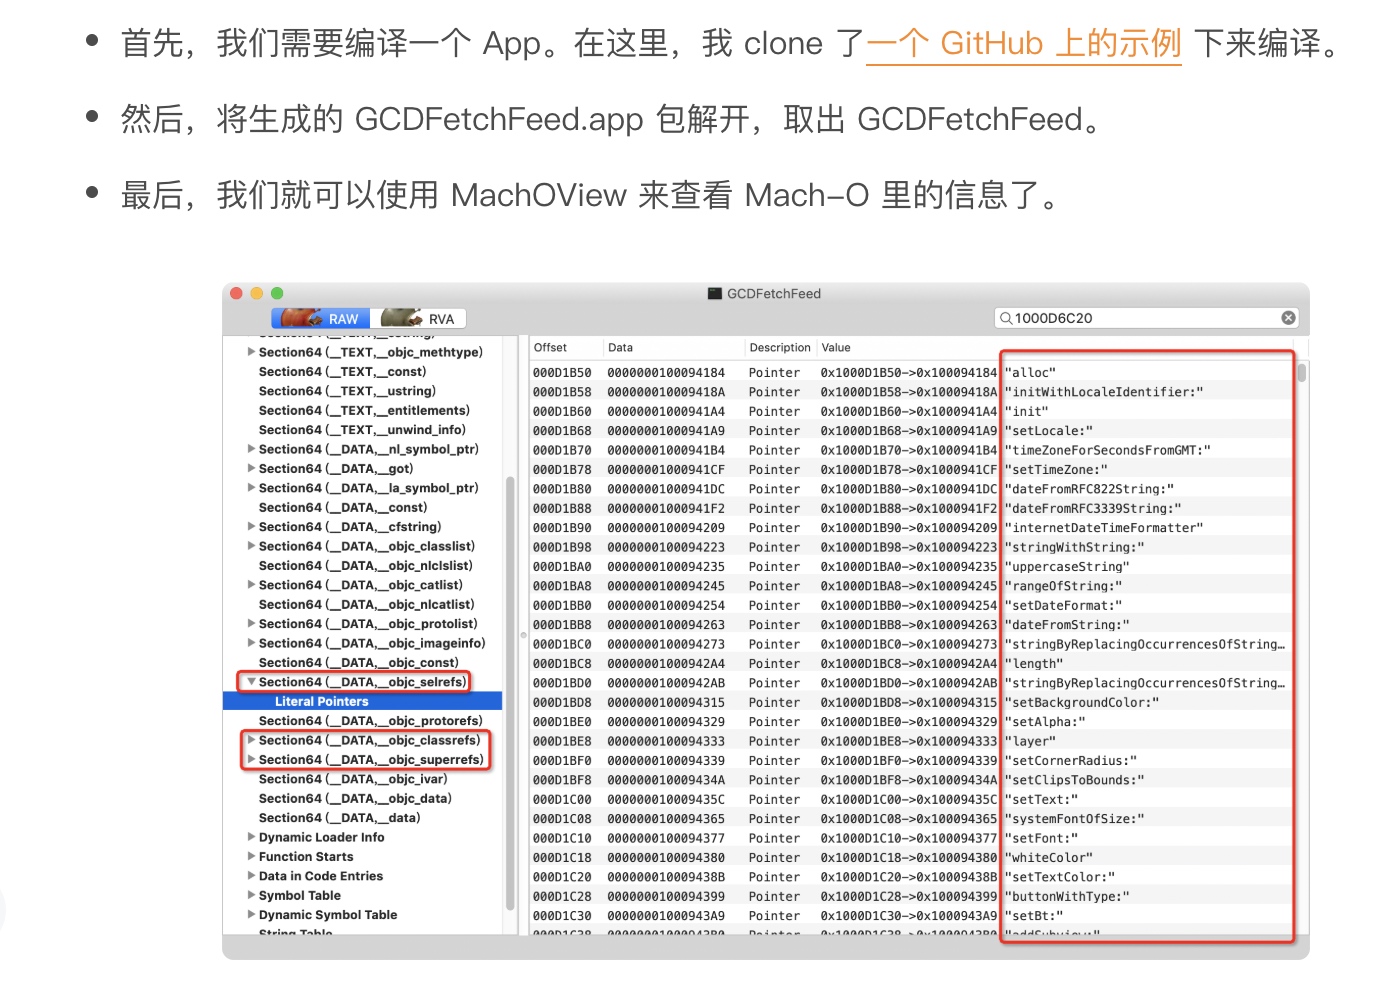 首先，我们需要编译一个 App。在这里，我 clone 了一个 GitHub 上的示例 下来编译。
然后，将生成的 GCDFetchFeed.app 包解开，取出 GCDFetchFeed。
最后，我们就可以使用 MachOView 来查看 Mach-O 里的信息了。
GCDFetchFeed
RAW RVA 1000D6C20
Section64 (__TEXT,__objc_methtype)
Section64 (__TEXT,__const)
Section64 (__TEXT,__ustring)
Section64 (__TEXT,__entitlements)
Section64 (__TEXT,__unwind_info)
Section64 (__DATA,__nl_symbol_ptr)
Section64 (__DATA,__got)
Section64 (__DATA,__la_symbol_ptr)
Section64 (__DATA,__const)
Section64 (__DATA,__cfstring)
Section64 (__DATA,__objc_classlist)
Section64 (__DATA,__objc_nlclslist)
Section64 (__DATA,__objc_catlist)
Section64 (__DATA,__objc_nlcatlist)
Section64 (__DATA,__objc_protolist)
Section64 (__DATA,__objc_imageinfo)
Section64 (__DATA,__objc_const)
Section64 (__DATA,__objc_selrefs)
Literal Pointers
Section64 (__DATA,__objc_protorefs)
Section64 (__DATA,__objc_classrefs)
Section64 (__DATA,__objc_superrefs)
Section64 (__DATA,__objc_ivar)
Section64 (__DATA,__objc_data)
Section64 (__DATA,__data)
Dynamic Loader Info
Function Starts
Data in Code Entries
Symbol Table
Dynamic Symbol Table
String Table
Offset Data Description Value
000D1B50 0000000100094184 Pointer 0x1000D1B50->0x100094184 "alloc"
000D1B58 000000010009418A Pointer 0x1000D1B58->0x10009418A "initWithLocaleIdentifier:"
000D1B60 00000001000941A4 Pointer 0x1000D1B60->0x1000941A4 "init"
000D1B68 00000001000941A9 Pointer 0x1000D1B68->0x1000941A9 "setLocale:"
000D1B70 00000001000941B4 Pointer 0x1000D1B70->0x1000941B4 "timeZoneForSecondsFromGMT:"
000D1B78 00000001000941CF Pointer 0x1000D1B78->0x1000941CF "setTimeZone:"
000D1B80 00000001000941DC Pointer 0x1000D1B80->0x1000941DC "dateFromRFC822String:"
000D1B88 00000001000941F2 Pointer 0x1000D1B88->0x1000941F2 "dateFromRFC3339String:"
000D1B90 0000000100094209 Pointer 0x1000D1B90->0x100094209 "internetDateTimeFormatter"
000D1B98 0000000100094223 Pointer 0x1000D1B98->0x100094223 "stringWithString:"
000D1BA0 0000000100094235 Pointer 0x1000D1BA0->0x100094235 "uppercaseString"
000D1BA8 0000000100094245 Pointer 0x1000D1BA8->0x100094245 "rangeOfString:"
000D1BB0 0000000100094254 Pointer 0x1000D1BB0->0x100094254 "setDateFormat:"
000D1BB8 0000000100094263 Pointer 0x1000D1BB8->0x100094263 "dateFromString:"
000D1BC0 0000000100094273 Pointer 0x1000D1BC0->0x100094273 "stringByReplacingOccurrencesOfString…
000D1BC8 00000001000942A4 Pointer 0x1000D1BC8->0x1000942A4 "length"
000D1BD0 00000001000942AB Pointer 0x1000D1BD0->0x1000942AB "stringByReplacingOccurrencesOfString…
000D1BD8 0000000100094315 Pointer 0x1000D1BD8->0x100094315 "setBackgroundColor:"
000D1BE0 0000000100094329 Pointer 0x1000D1BE0->0x100094329 "setAlpha:"
000D1BE8 0000000100094333 Pointer 0x1000D1BE8->0x100094333 "layer"
000D1BF0 0000000100094339 Pointer 0x1000D1BF0->0x100094339 "setCornerRadius:"
000D1BF8 000000010009434A Pointer 0x1000D1BF8->0x10009434A "setClipsToBounds:"
000D1C00 000000010009435C Pointer 0x1000D1C00->0x10009435C "setText:"
000D1C08 0000000100094365 Pointer 0x1000D1C08->0x100094365 "systemFontOfSize:"
000D1C10 0000000100094377 Pointer 0x1000D1C10->0x100094377 "setFont:"
000D1C18 0000000100094380 Pointer 0x1000D1C18->0x100094380 "whiteColor"
000D1C20 000000010009438B Pointer 0x1000D1C20->0x10009438B "setTextColor:"
000D1C28 0000000100094399 Pointer 0x1000D1C28->0x100094399 "buttonWithType:"
000D1C30 00000001000943A9 Pointer 0x1000D1C30->0x1000943A9 "setBt:"
000D1C38 00000001000943B0 Pointer 0x1000D1C38->0x1000943B0 "addSubview:"